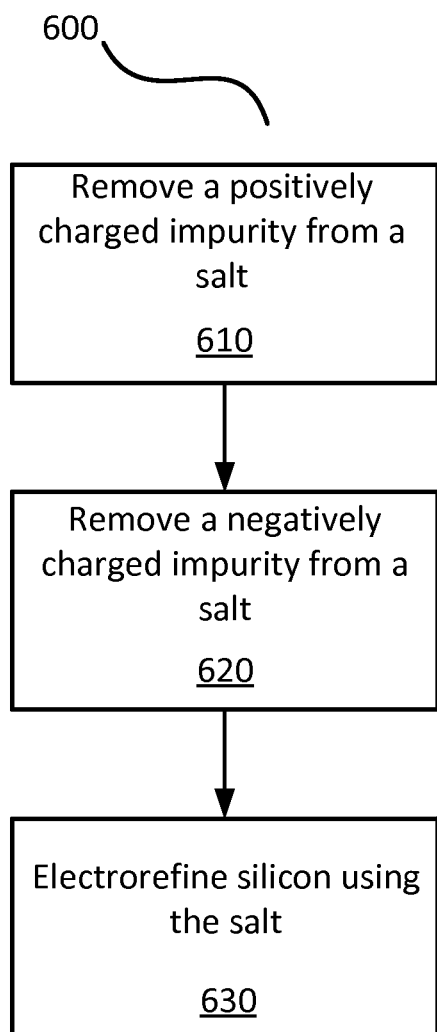 600
Remove a positively
charged impurity from a
salt
610
Remove a negatively
charged impurity from a
salt
620
Electrorefine silicon using
the salt
630